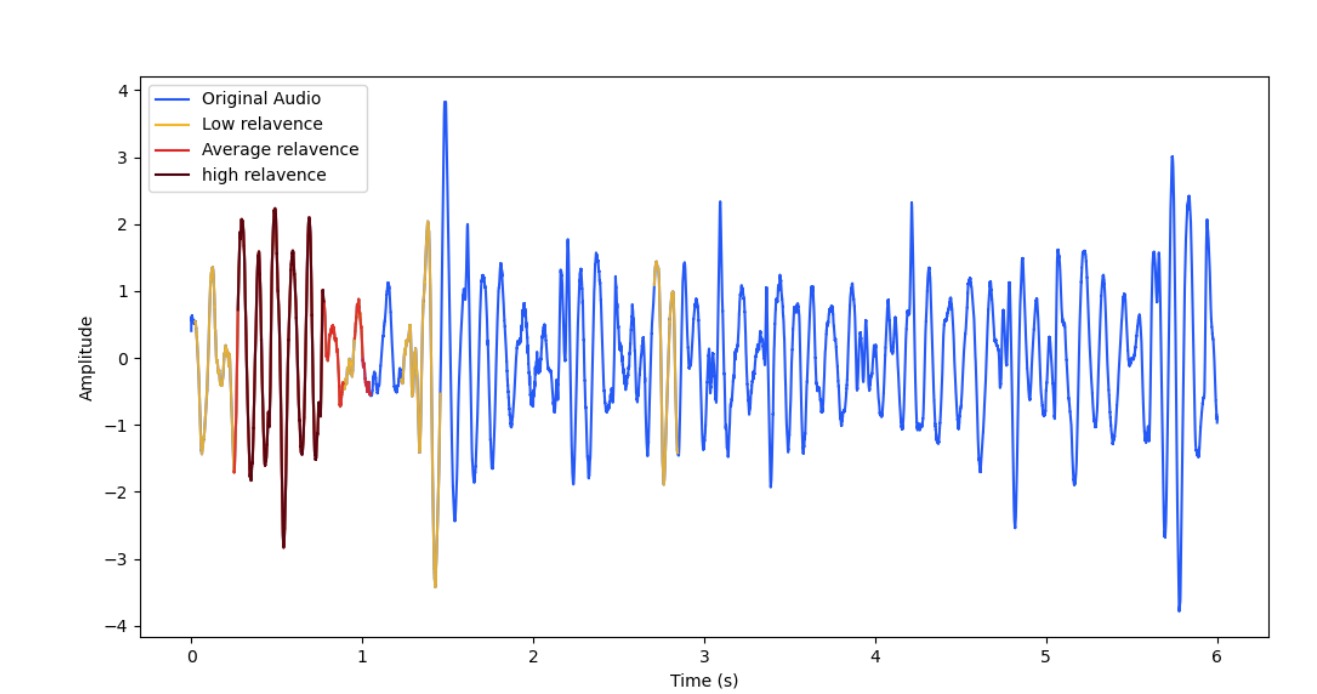 Original Audio
Low relavence
Average relavence
high relavence
4
3
2
1
0
−1
−2
−3
−4
Amplitude
0 1 2 3 4 5 6
Time (s)